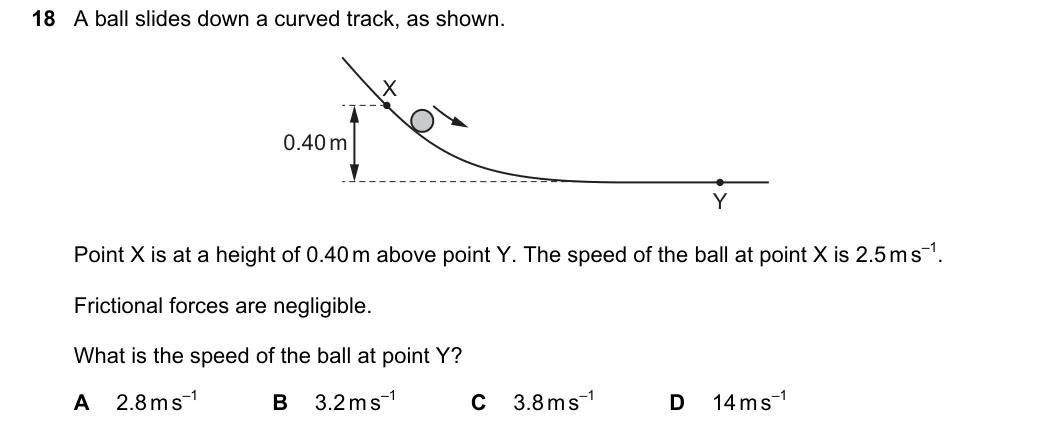 18 A ball slides down a curved track, as shown.
X
0.40 m
Y
Point X is at a height of 0.40 m above point Y. The speed of the ball at point X is 2.5 m s⁻¹.
Frictional forces are negligible.
What is the speed of the ball at point Y?
A 2.8 m s⁻¹ B 3.2 m s⁻¹ C 3.8 m s⁻¹ D 14 m s⁻¹